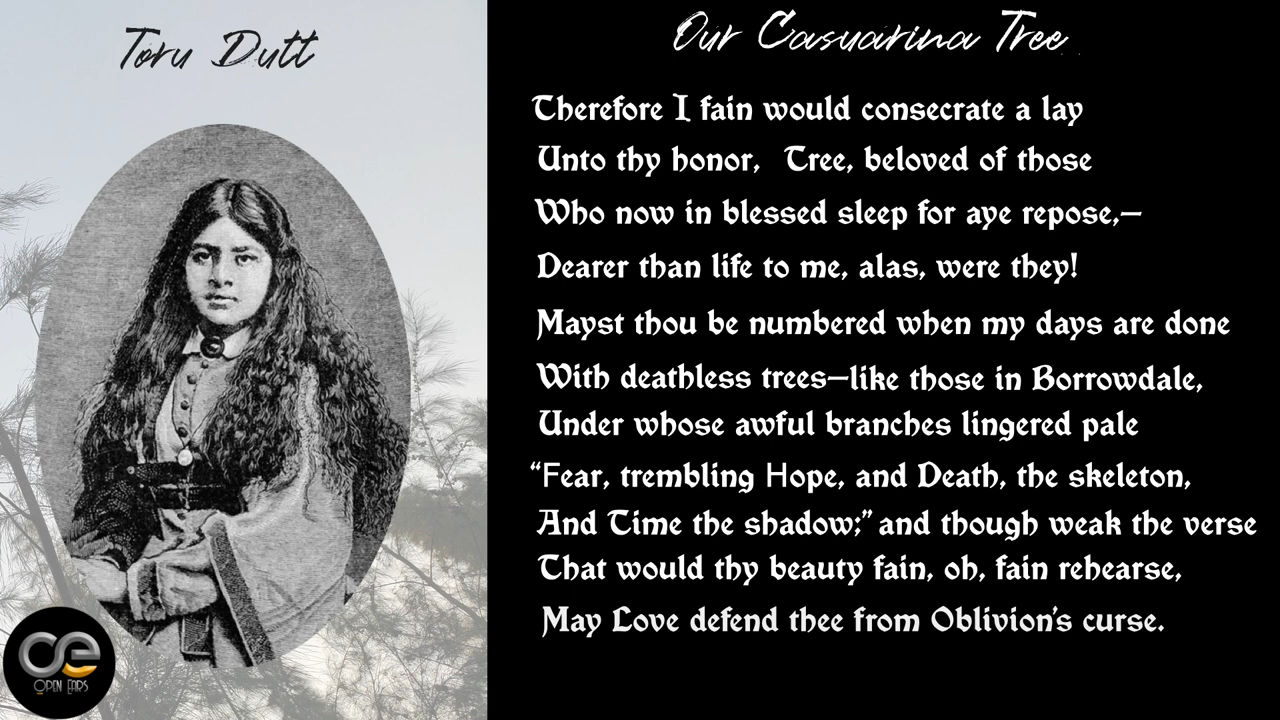 Toru Dutt
Our Casuarina Tree
Therefore I fain would consecrate a lay
Unto thy honor, Tree, beloved of those
Who now in blessed sleep for aye repose,—
Dearer than life to me, alas, were they!
Mayst thou be numbered when my days are done
With deathless trees—like those in Borrowdale,
Under whose awful branches lingered pale
“Fear, trembling Hope, and Death, the skeleton,
And Time the shadow;” and though weak the verse
That would thy beauty fain, oh, fain rehearse,
May Love defend thee from Oblivion’s curse.
OPEN EARS